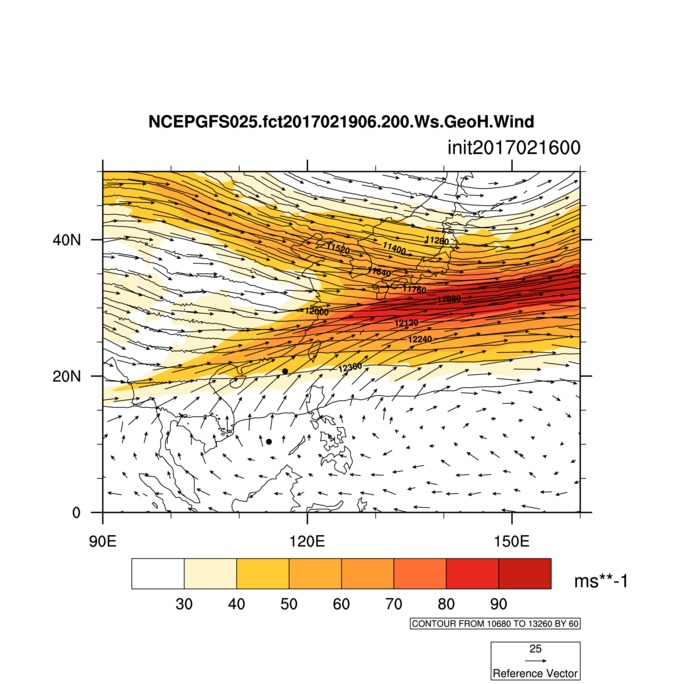 NCEPGFS025.fct2017021906.200.Ws.GeoH.Wind
init2017021600
40N
20N
0
11280
11520
11400
11640
11760
11880
12000
12120
12240
12360
90E 120E 150E
30 40 50 60 70 80 90
ms**-1
CONTOUR FROM 10680 TO 13260 BY 60
25
Reference Vector